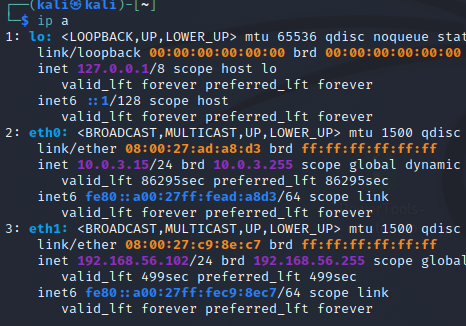 (kali㉿kali)-[~]
$ ip a
1: lo: <LOOPBACK,UP,LOWER_UP> mtu 65536 qdisc noqueue stat
link/loopback 00:00:00:00:00:00 brd 00:00:00:00:00:00
inet 127.0.0.1/8 scope host lo
valid_lft forever preferred_lft forever
inet6 ::1/128 scope host
valid_lft forever preferred_lft forever
2: eth0: <BROADCAST,MULTICAST,UP,LOWER_UP> mtu 1500 qdisc
link/ether 08:00:27:ad:a8:d3 brd ff:ff:ff:ff:ff:ff
inet 10.0.3.15/24 brd 10.0.3.255 scope global dynamic
valid_lft 86295sec preferred_lft 86295sec
inet6 fe80::a00:27ff:fead:a8d3/64 scope link
valid_lft forever preferred_lft forever
3: eth1: <BROADCAST,MULTICAST,UP,LOWER_UP> mtu 1500 qdisc
link/ether 08:00:27:c9:8e:c7 brd ff:ff:ff:ff:ff:ff
inet 192.168.56.102/24 brd 192.168.56.255 scope global
valid_lft 499sec preferred_lft 499sec
inet6 fe80::a00:27ff:fec9:8ec7/64 scope link
valid_lft forever preferred_lft forever